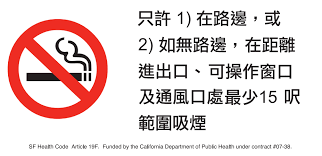 只許 1) 在路邊，或
2) 如無路邊，在距離
進出口、可操作窗口
及通風口處最少15 呎
範圍吸煙
SF Health Code Article 19F. Funded by the California Department of Public Health under contract #07-38.